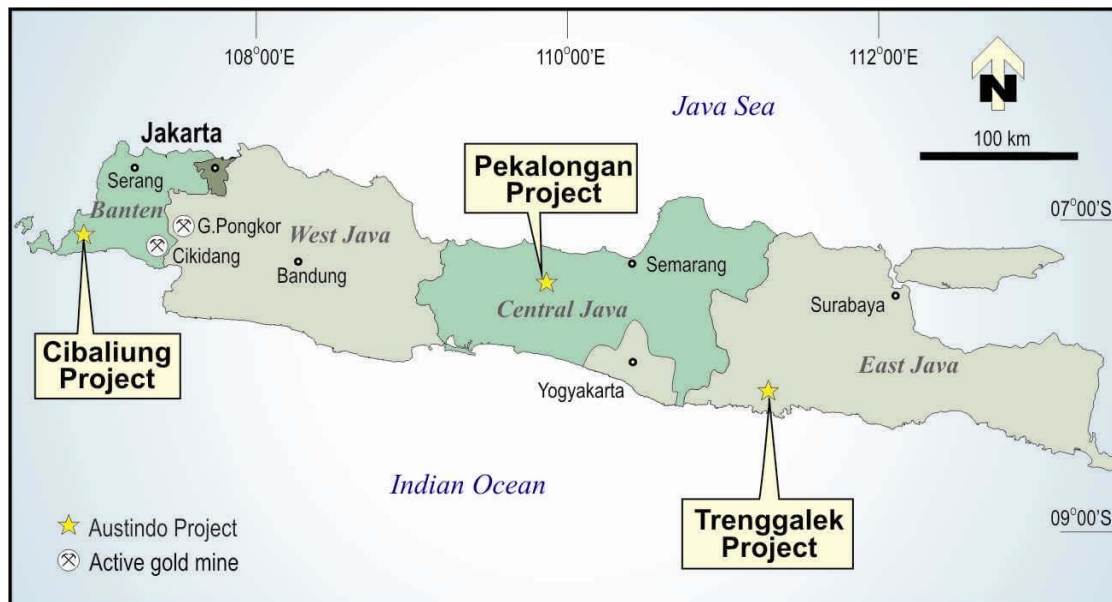 108°00'E
110°00'E
112°00'E
N
100 km
Java Sea
Jakarta
Serang
Banten
G.Pongkor
Cikidang
West Java
Bandung
Pekalongan
Project
07°00'S
Semarang
Central Java
Surabaya
Cibaliung
Project
Yogyakarta
East Java
Indian Ocean
Trenggalek
Project
09°00'S
Austindo Project
Active gold mine